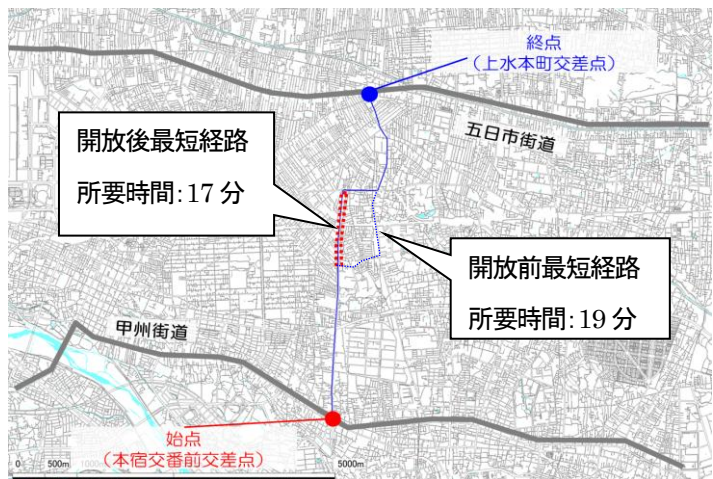 終点
（上水本町交差点）
五日市街道
開放後最短経路
所要時間：17 分
開放前最短経路
所要時間：19 分
甲州街道
始点
（本宿交番前交差点）
0 500m 1000m 5000m